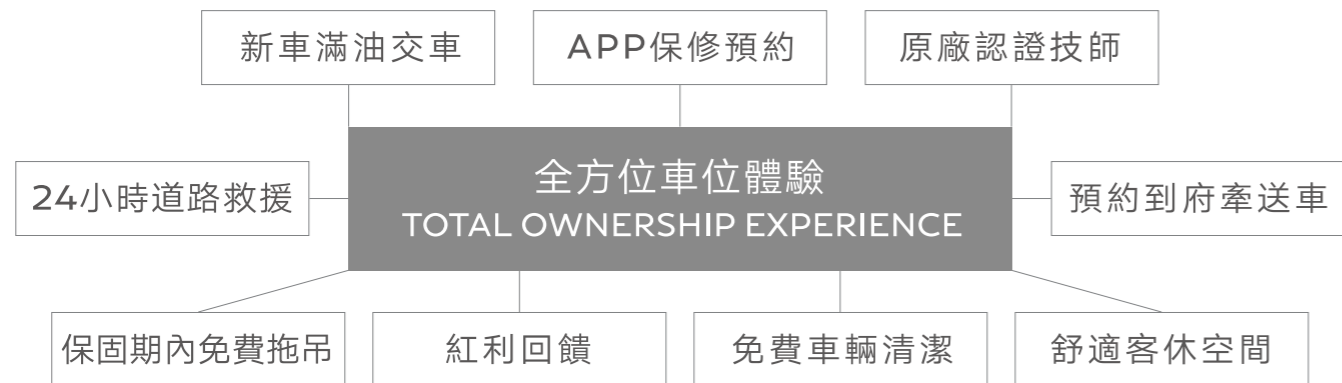 新車滿油交車
APP保修預約
原廠認證技師
24小時道路救援
全方位車位體驗
TOTAL OWNERSHIP EXPERIENCE
預約到府牽送車
保固期內免費拖吊
紅利回饋
免費車輛清潔
舒適客休空間